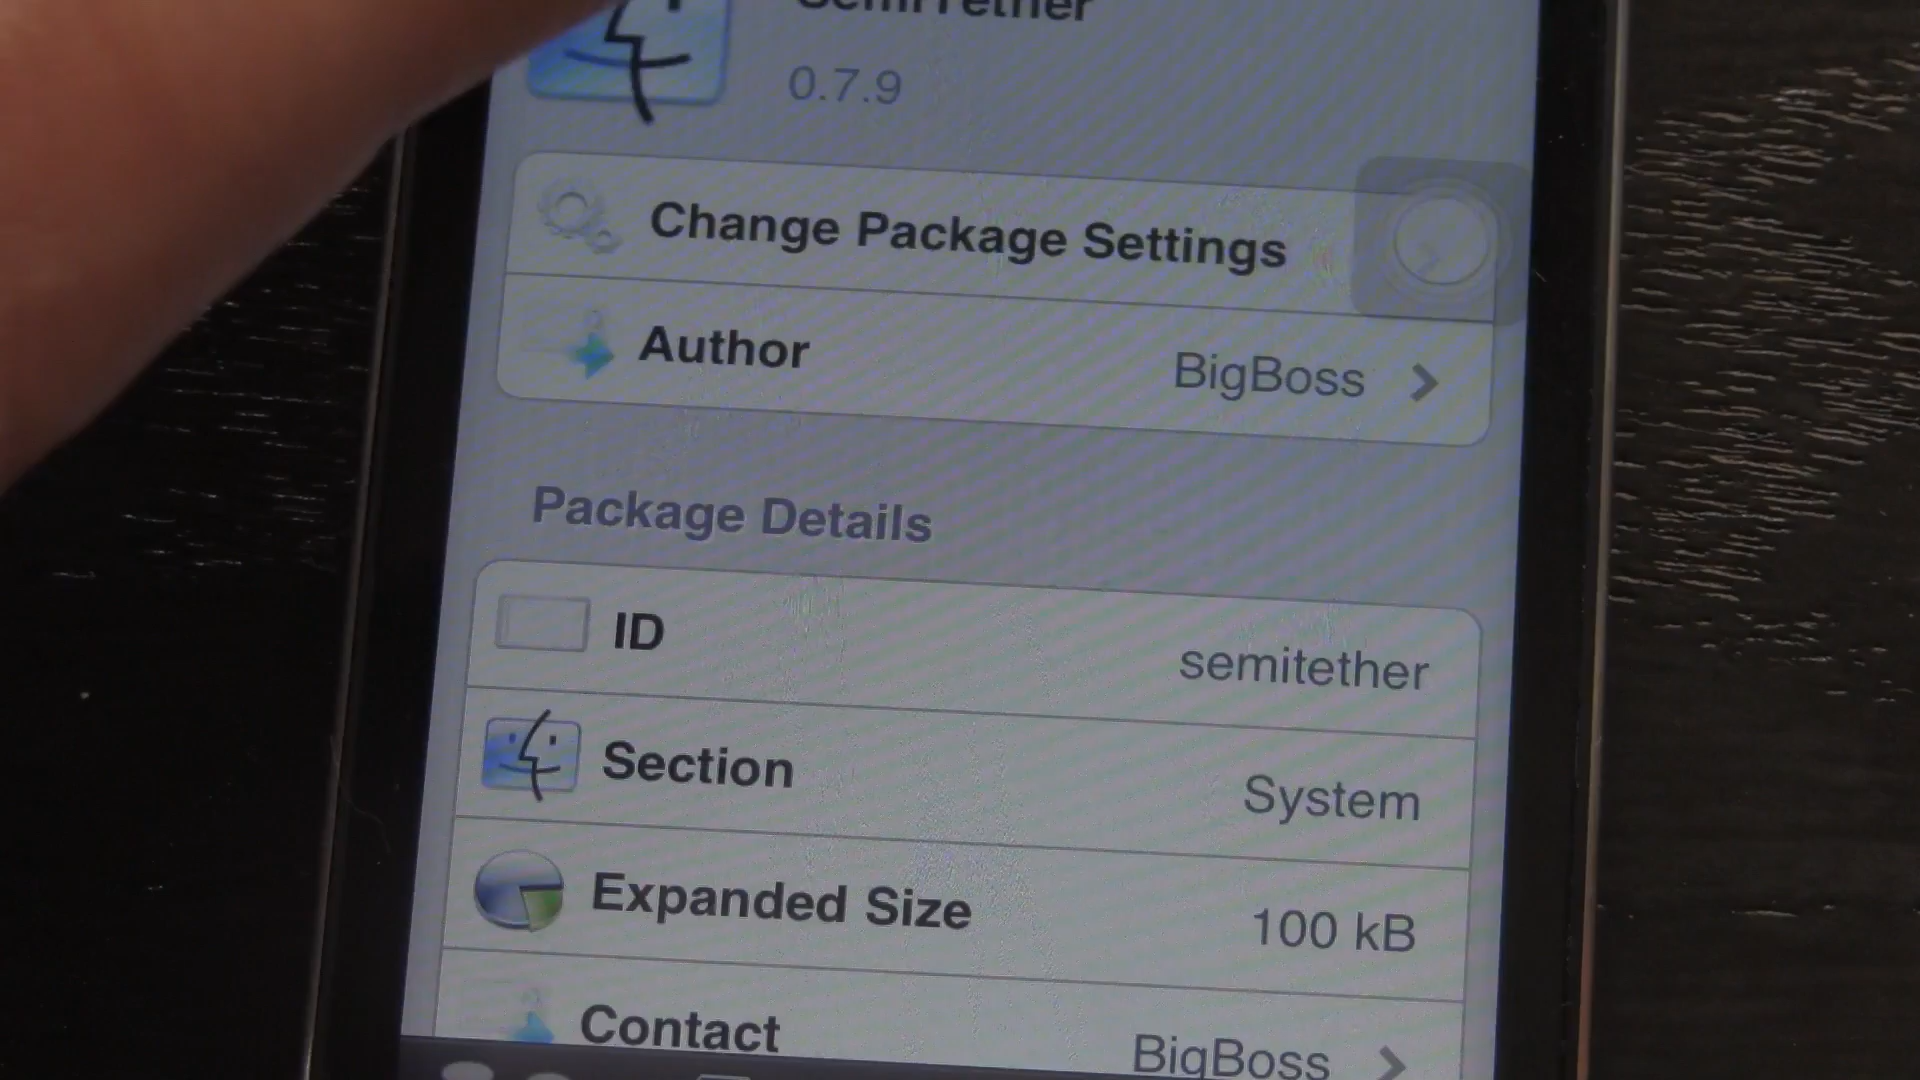 SemiTether
0.7.9
Change Package Settings
Author BigBoss
Package Details
ID semitether
Section System
Expanded Size 100 kB
Contact BigBoss